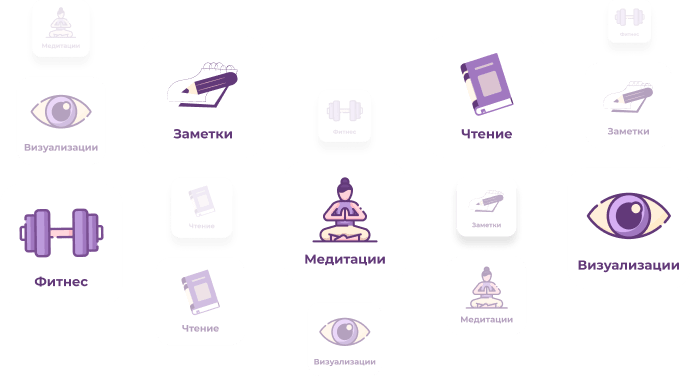 Медитации
Фитнес
Визуализации
Заметки
Фитнес
Чтение
Заметки
Фитнес
Чтение
Медитации
Заметки
Визуализации
Чтение
Медитации
Визуализации